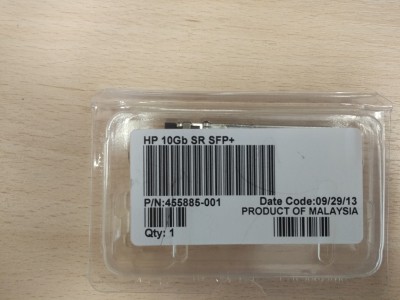 HP 10Gb SR SFP+
P/N:455885-001
Date Code:09/29/13
PRODUCT OF MALAYSIA
Qty: 1